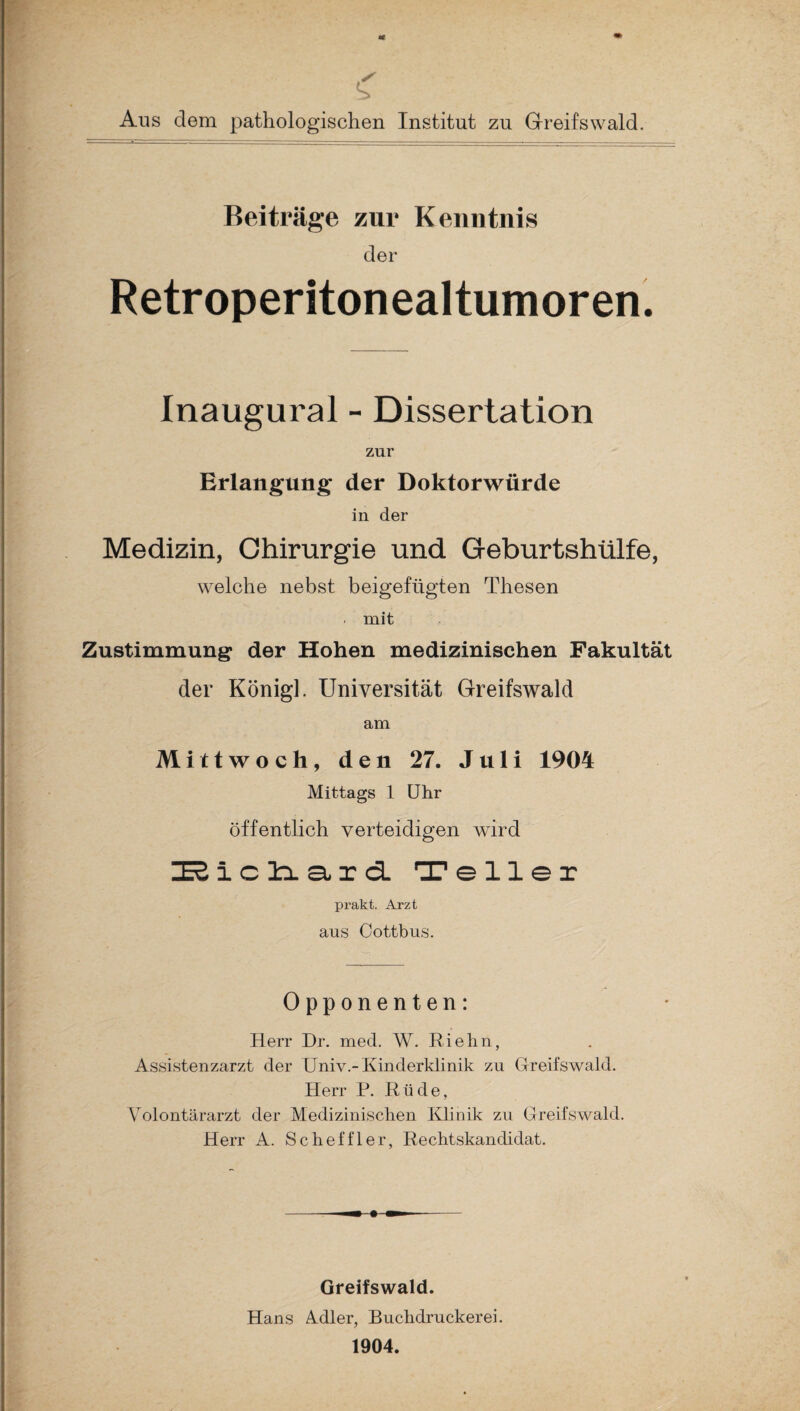 Aus dem pathologischen Institut zu Greifswald.
Beiträge zur Kenntnis
der
Retroperitonealtumoren.
Inaugural - Dissertation
zur
Erlangung der Doktorwürde
in der
Medizin, Chirurgie und Geburtshülfe,
welche nebst beigefügten Thesen
mit
Zustimmung der Hohen medizinischen Fakultät
der Königl. Universität Greifswald
am
Mittwoch, den 27. Juli 1904
Mittags 1 Uhr
öffentlich verteidigen wird
Richard Teller
prakt. Arzt
aus Cottbus.
Opponenten:
Herr Dr. med. W. Riehn,
Assistenzarzt der Univ.-Kinderklinik zu Greifswald.
Herr P. Rüde,
Volontärarzt der Medizinischen Klinik zu Greifswald.
Herr A. Scheffler, Rechtskandidat.
Greifswald.
Hans Adler, Buchdruckerei.
1904.